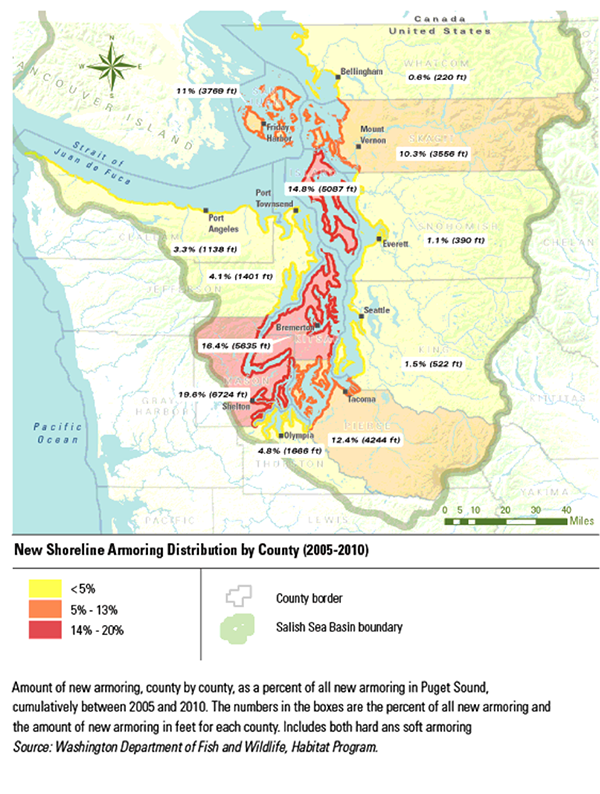 Canada
United States
VANCOUVER ISLAND
N
W
E
S
WHATCOM
Bellingham
0.6% (220 ft)
11% (3769 ft)
Friday
Harbor
Mount
Vernon
SKAGIT
10.3% (3556 ft)
Strait of
Juan de Fuca
14.8% (5087 ft)
Port
Townsend
Port
Angeles
SNOHOMISH
Everett
1.1% (390 ft)
CHELAN
CLALLAM
3.3% (1138 ft)
4.1% (1401 ft)
JEFFERSON
Seattle
Bremerton
KITSAP
16.4% (5635 ft)
KING
1.5% (522 ft)
MASON
19.6% (6724 ft)
Shelton
GRAYS
HARBOR
Tacoma
KITTITAS
PIERCE
Pacific
Ocean
Olympia
12.4% (4244 ft)
4.8% (1666 ft)
THURSTON
YAKIMA
PACIFIC
LEWIS
0 5 10 20 30 40
Miles
New Shoreline Armoring Distribution by County (2005-2010)
<5%
5% - 13%
14% - 20%
County border
Salish Sea Basin boundary
Amount of new armoring, county by county, as a percent of all new armoring in Puget Sound,
cumulatively between 2005 and 2010. The numbers in the boxes are the percent of all new armoring and
the amount of new armoring in feet for each county. Includes both hard ans soft armoring
Source: Washington Department of Fish and Wildlife, Habitat Program.